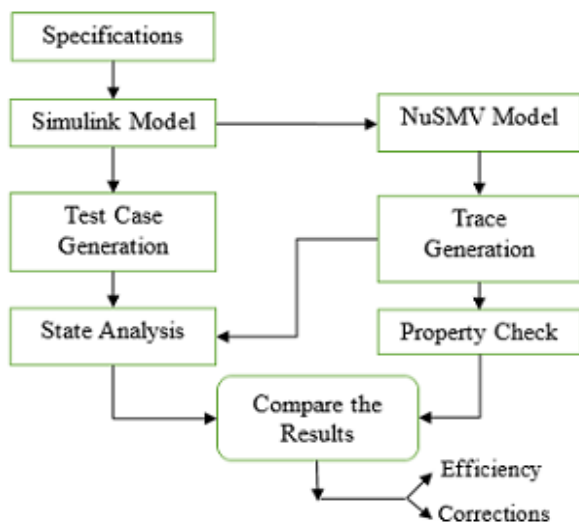 Specifications
Simulink Model
NuSMV Model
Test Case
Generation
Trace
Generation
State Analysis
Property Check
Compare the
Results
Efficiency
Corrections